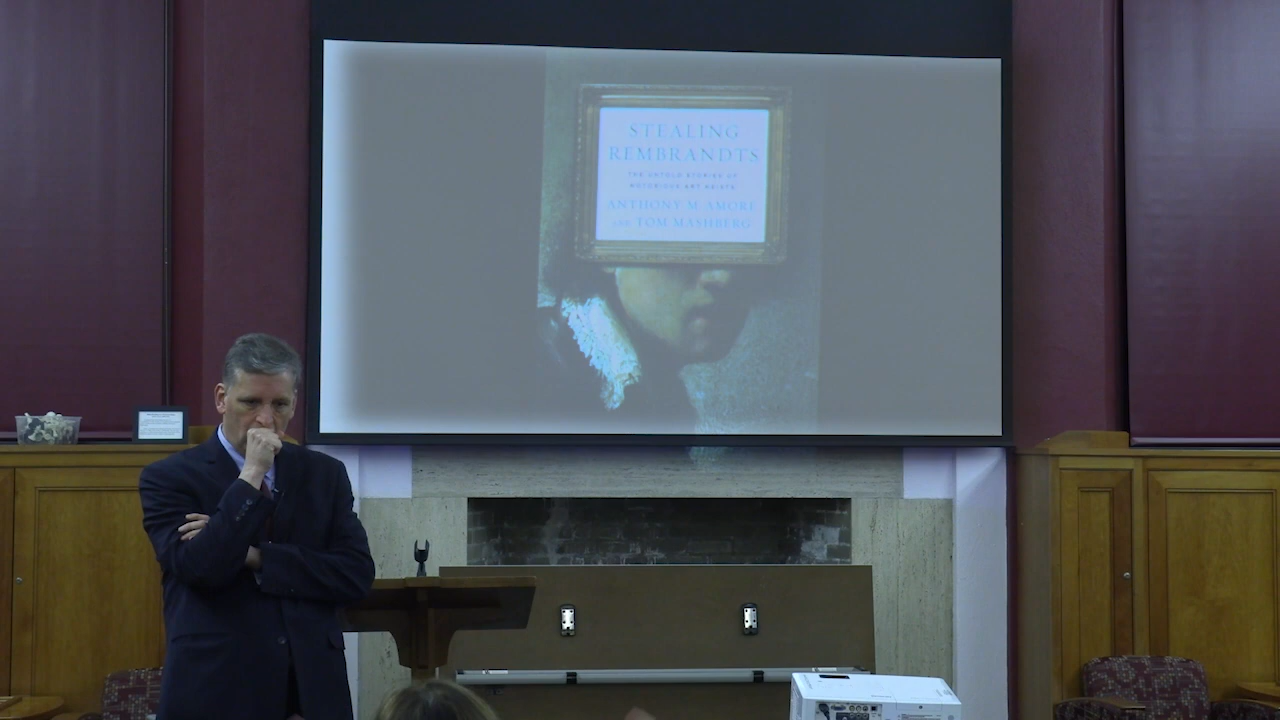 STEALING
REMBRANDTS
THE UNTOLD STORIES OF
NOTORIOUS ART HEISTS
ANTHONY M. AMORE
AND TOM MASHBERG